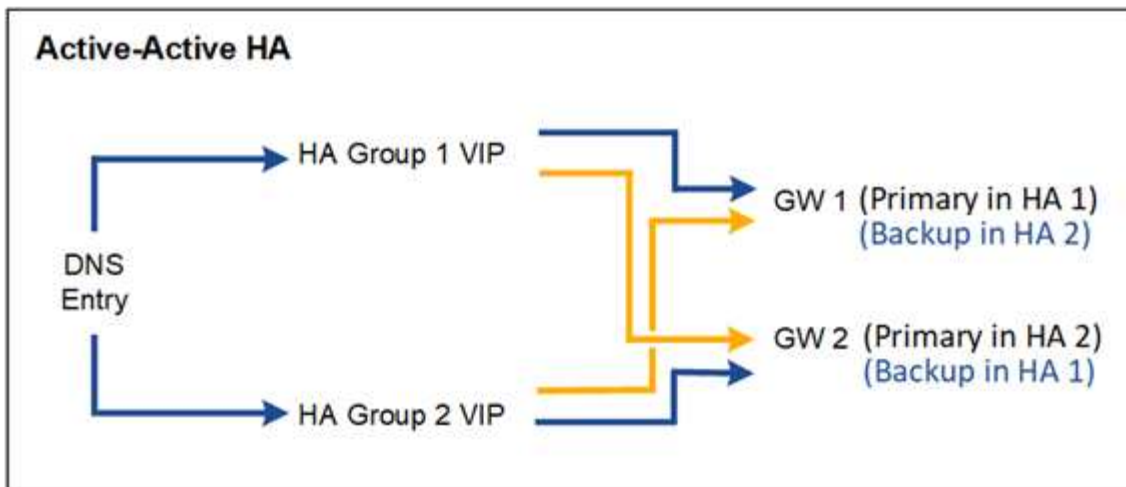 Active-Active HA
HA Group 1 VIP
GW 1 (Primary in HA 1)
(Backup in HA 2)
DNS
Entry
GW 2 (Primary in HA 2)
(Backup in HA 1)
HA Group 2 VIP